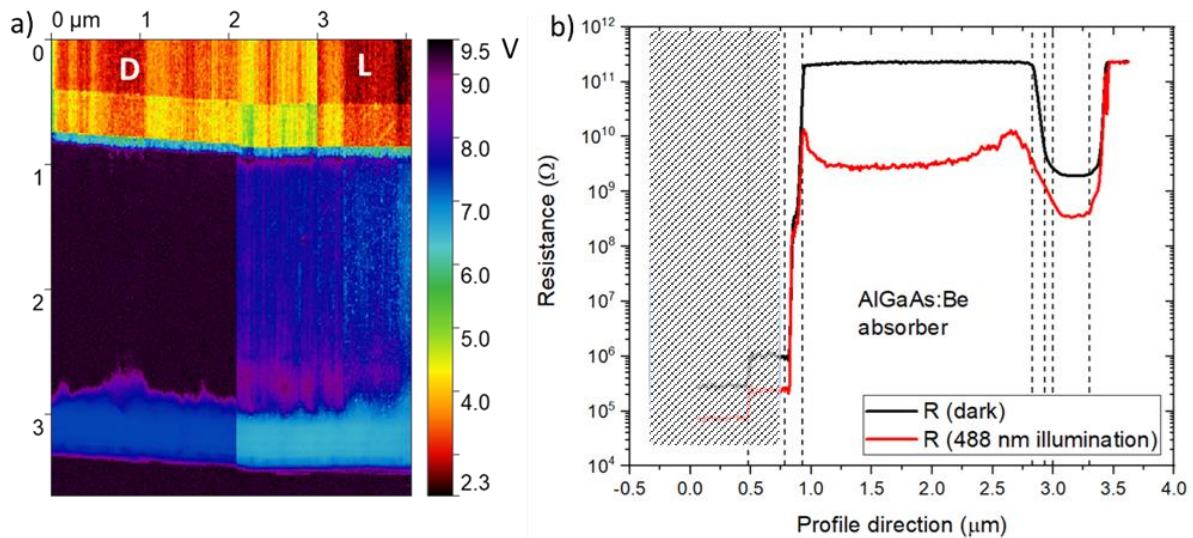 a)
0 µm 1 2 3
0
1
2
3
D
L
V
9.5
9.0
8.0
7.0
6.0
5.0
4.0
2.3
b)
10^12
10^11
10^10
10^9
10^8
10^7
10^6
10^5
10^4
Resistance (Ω)
AlGaAs:Be
absorber
R (dark)
R (488 nm illumination)
-0.5 0.0 0.5 1.0 1.5 2.0 2.5 3.0 3.5 4.0
Profile direction (µm)